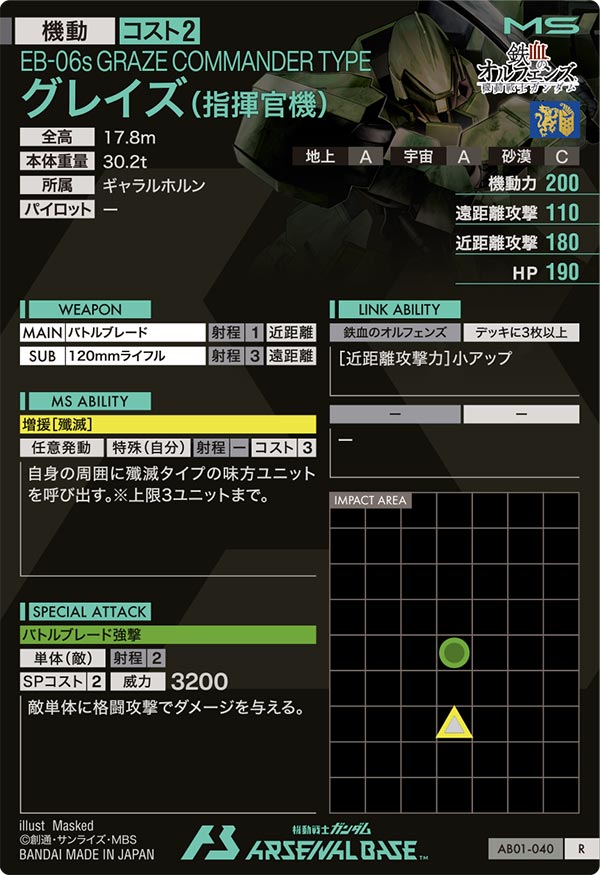 機動 コスト2
MS
EB-06s GRAZE COMMANDER TYPE
グレイズ(指揮官機)
鉄血の
オルフェンズ
機動戦士ガンダム
全高 17.8m
本体重量 30.2t
所属 ギャラルホルン
パイロット ー
地上 A 宇宙 A 砂漠 C
機動力 200
遠距離攻撃 110
近距離攻撃 180
HP 190
WEAPON
MAIN バトルブレード 射程 1 近距離
SUB 120mmライフル 射程 3 遠距離
LINK ABILITY
鉄血のオルフェンズ デッキに3枚以上
[近距離攻撃力]小アップ
ー ー
ー
MS ABILITY
増援[殲滅]
任意発動 特殊(自分) 射程 ー コスト 3
自身の周囲に殲滅タイプの味方ユニット
を呼び出す。※上限3ユニットまで。
IMPACT AREA
SPECIAL ATTACK
バトルブレード強撃
単体(敵) 射程 2
SPコスト 2 威力 3200
敵単体に格闘攻撃でダメージを与える。
illust Masked
©創通・サンライズ・MBS
BANDAI MADE IN JAPAN
機動戦士ガンダム
AB ARSENAL BASE™
AB01-040 R